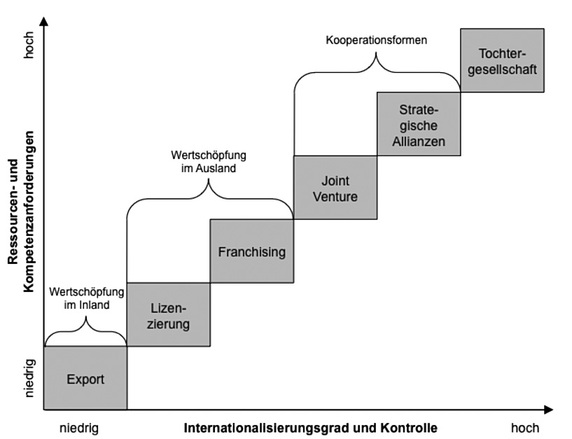 hoch
Kooperationsformen
Tochter-
gesellschaft
Strate-
gische
Allianzen
Wertschöpfung
im Ausland
Joint
Venture
Ressourcen- und
Kompetenzanforderungen
Franchising
Wertschöpfung
im Inland
Lizen-
zierung
niedrig
Export
niedrig
Internationalisierungsgrad und Kontrolle
hoch